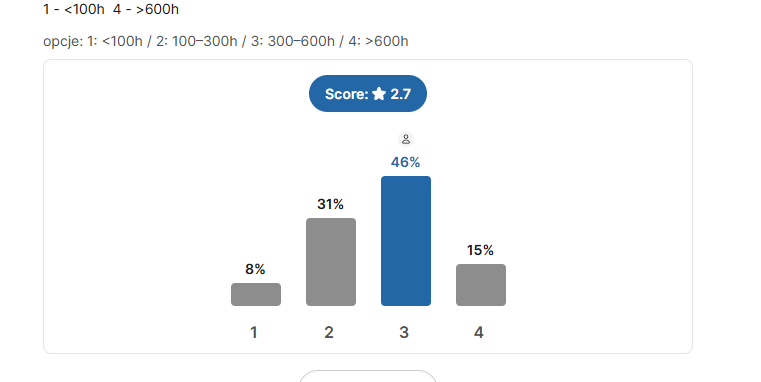 1 - <100h  4 - >600h
opcje: 1: <100h / 2: 100–300h / 3: 300–600h / 4: >600h
Score: ★ 2.7
46%
31%
15%
8%
1 2 3 4